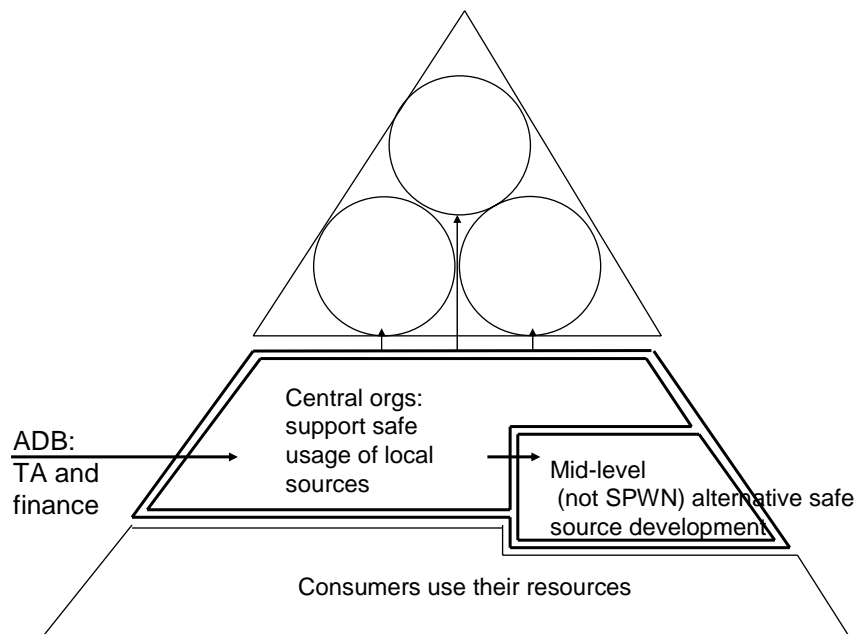 Central orgs:
support safe
usage of local
sources
ADB:
TA and
finance
Mid-level
(not SPWN) alternative safe
source development
Consumers use their resources